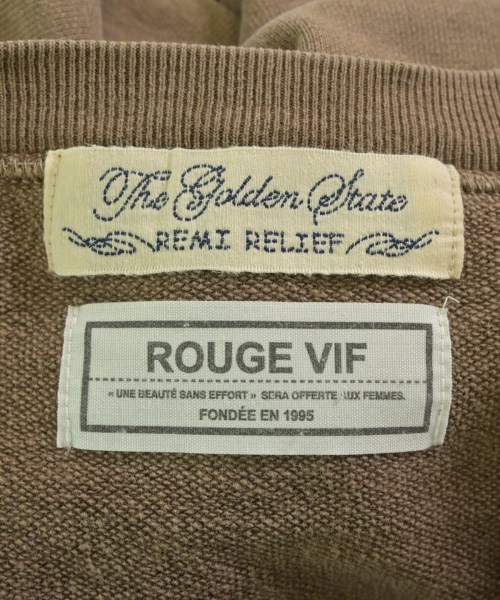 The Golden State
REMI RELIEF
ROUGE VIF
« UNE BEAUTÉ SANS EFFORT » SERA OFFERTE AUX FEMMES.
FONDÉE EN 1995